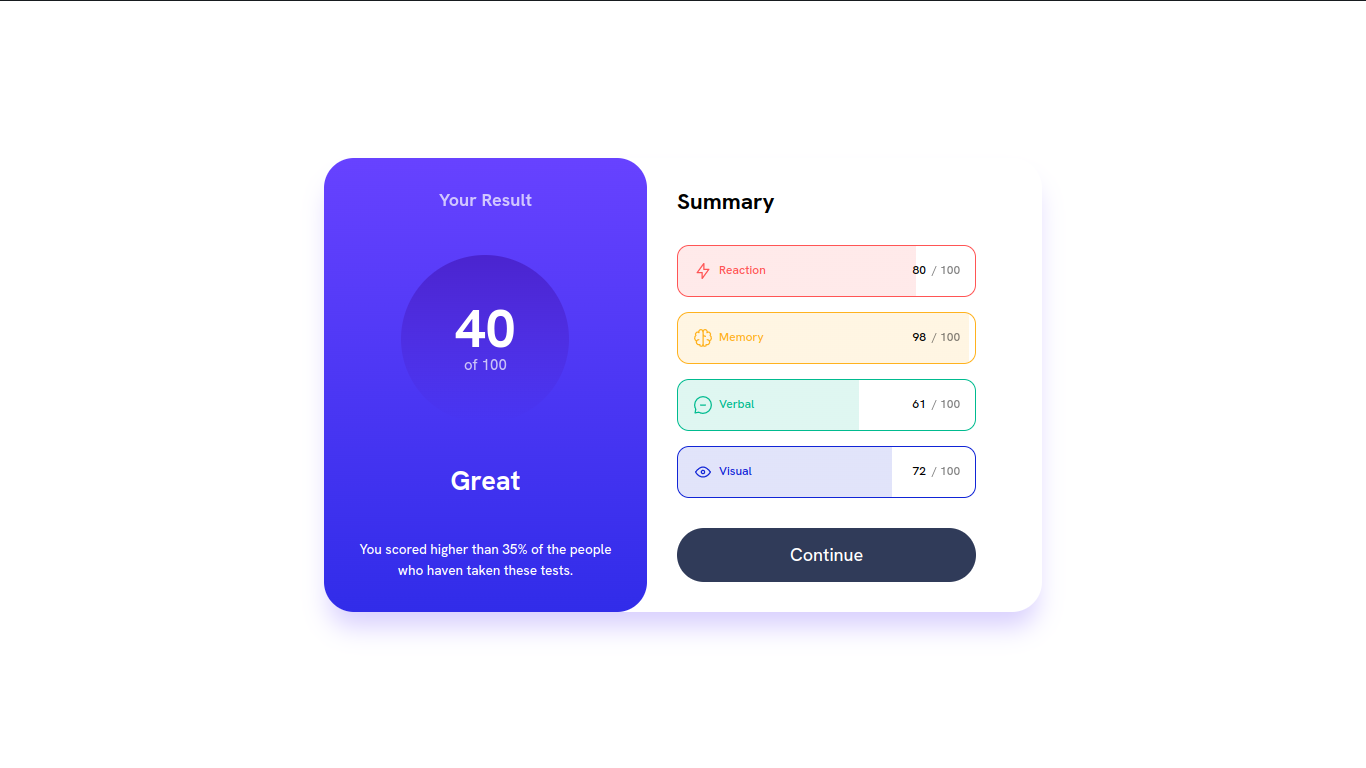 Your Result
40
of 100
Great
You scored higher than 35% of the people
who haven taken these tests.
Summary
Reaction 80 / 100
Memory 98 / 100
Verbal 61 / 100
Visual 72 / 100
Continue